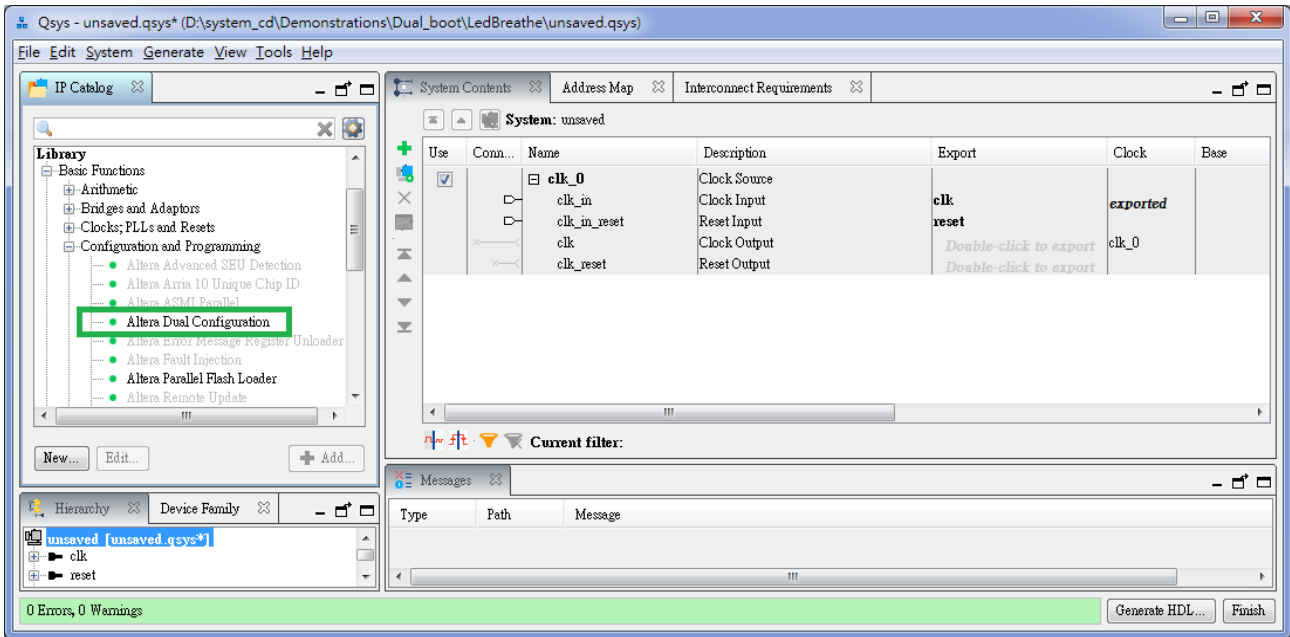 Qsys - unsaved.qsys* (D:\system_cd\Demonstrations\Dual_boot\LedBreathe\unsaved.qsys)
File Edit System Generate View Tools Help
IP Catalog
Library
Basic Functions
Arithmetic
Bridges and Adaptors
Clocks; PLLs and Resets
Configuration and Programming
Altera Advanced SEU Detection
Altera Arria 10 Unique Chip ID
Altera ASMI Parallel
Altera Dual Configuration
Altera Error Message Register Unloader
Altera Fault Injection
Altera Parallel Flash Loader
Altera Remote Update
New... Edit... Add...
Hierarchy Device Family
unsaved [unsaved.qsys*]
clk
reset
System Contents Address Map Interconnect Requirements
System: unsaved
Use Conn... Name Description Export Clock Base
clk_0 Clock Source
clk_in Clock Input clk exported
clk_in_reset Reset Input reset
clk Clock Output Double-click to export clk_0
clk_reset Reset Output Double-click to export
Current filter:
Messages
Type Path Message
0 Errors, 0 Warnings Generate HDL... Finish